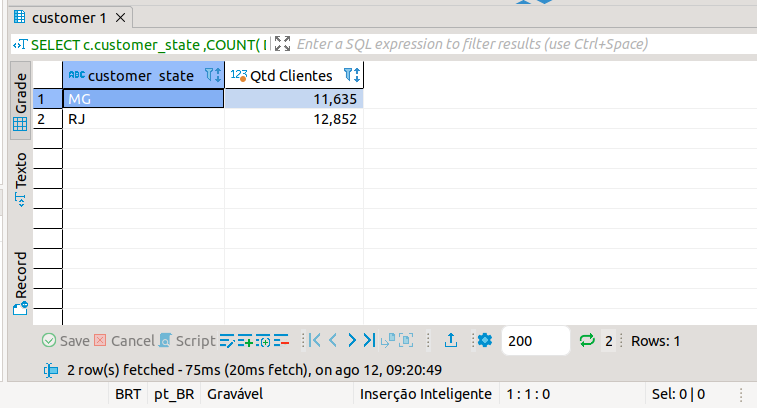 customer 1
SELECT c.customer_state ,COUNT( Enter a SQL expression to filter results (use Ctrl+Space)
Grade
Texto
Record
ABC customer_state 123 Qtd Clientes
1 MG 11,635
2 RJ 12,852
Save Cancel Script 200 2 Rows: 1
2 row(s) fetched - 75ms (20ms fetch), on ago 12, 09:20:49
BRT pt_BR Gravável Inserção Inteligente 1 : 1 : 0 Sel: 0 | 0